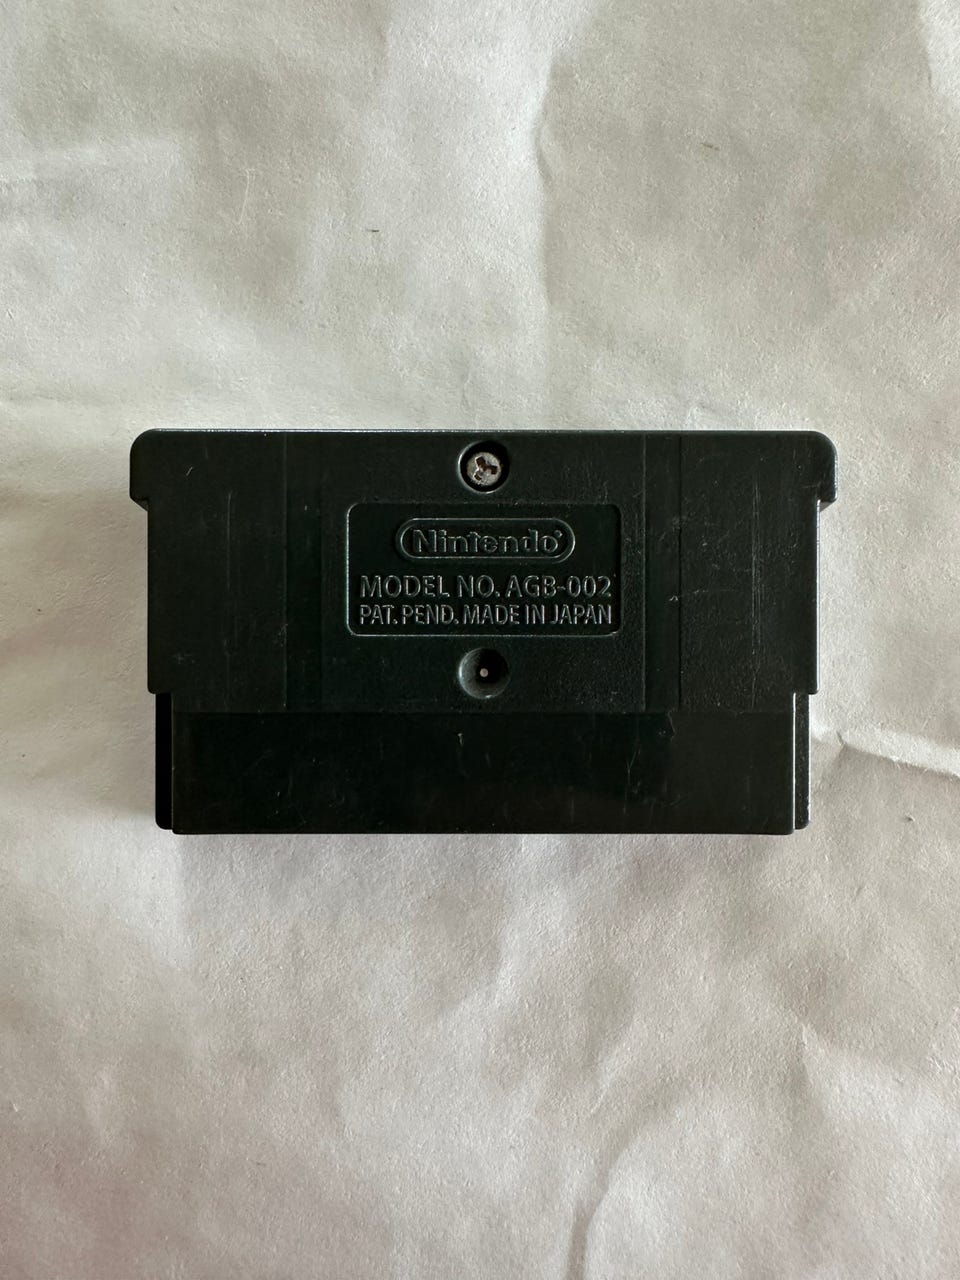 Nintendo
MODEL NO. AGB-002
PAT. PEND. MADE IN JAPAN